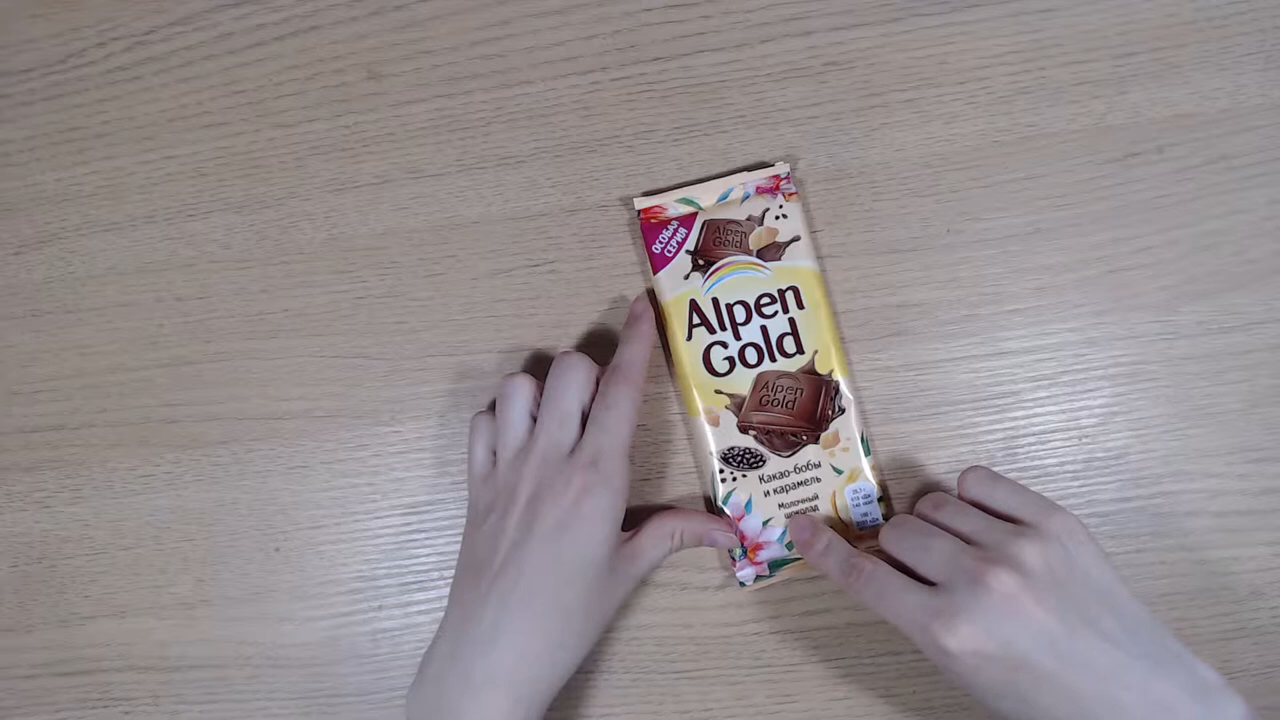 ОСОБАЯ
СЕРИЯ
Alpen
Gold
Alpen
Gold
Alpen
Gold
Какао-бобы
и карамель
Молочный
шоколад